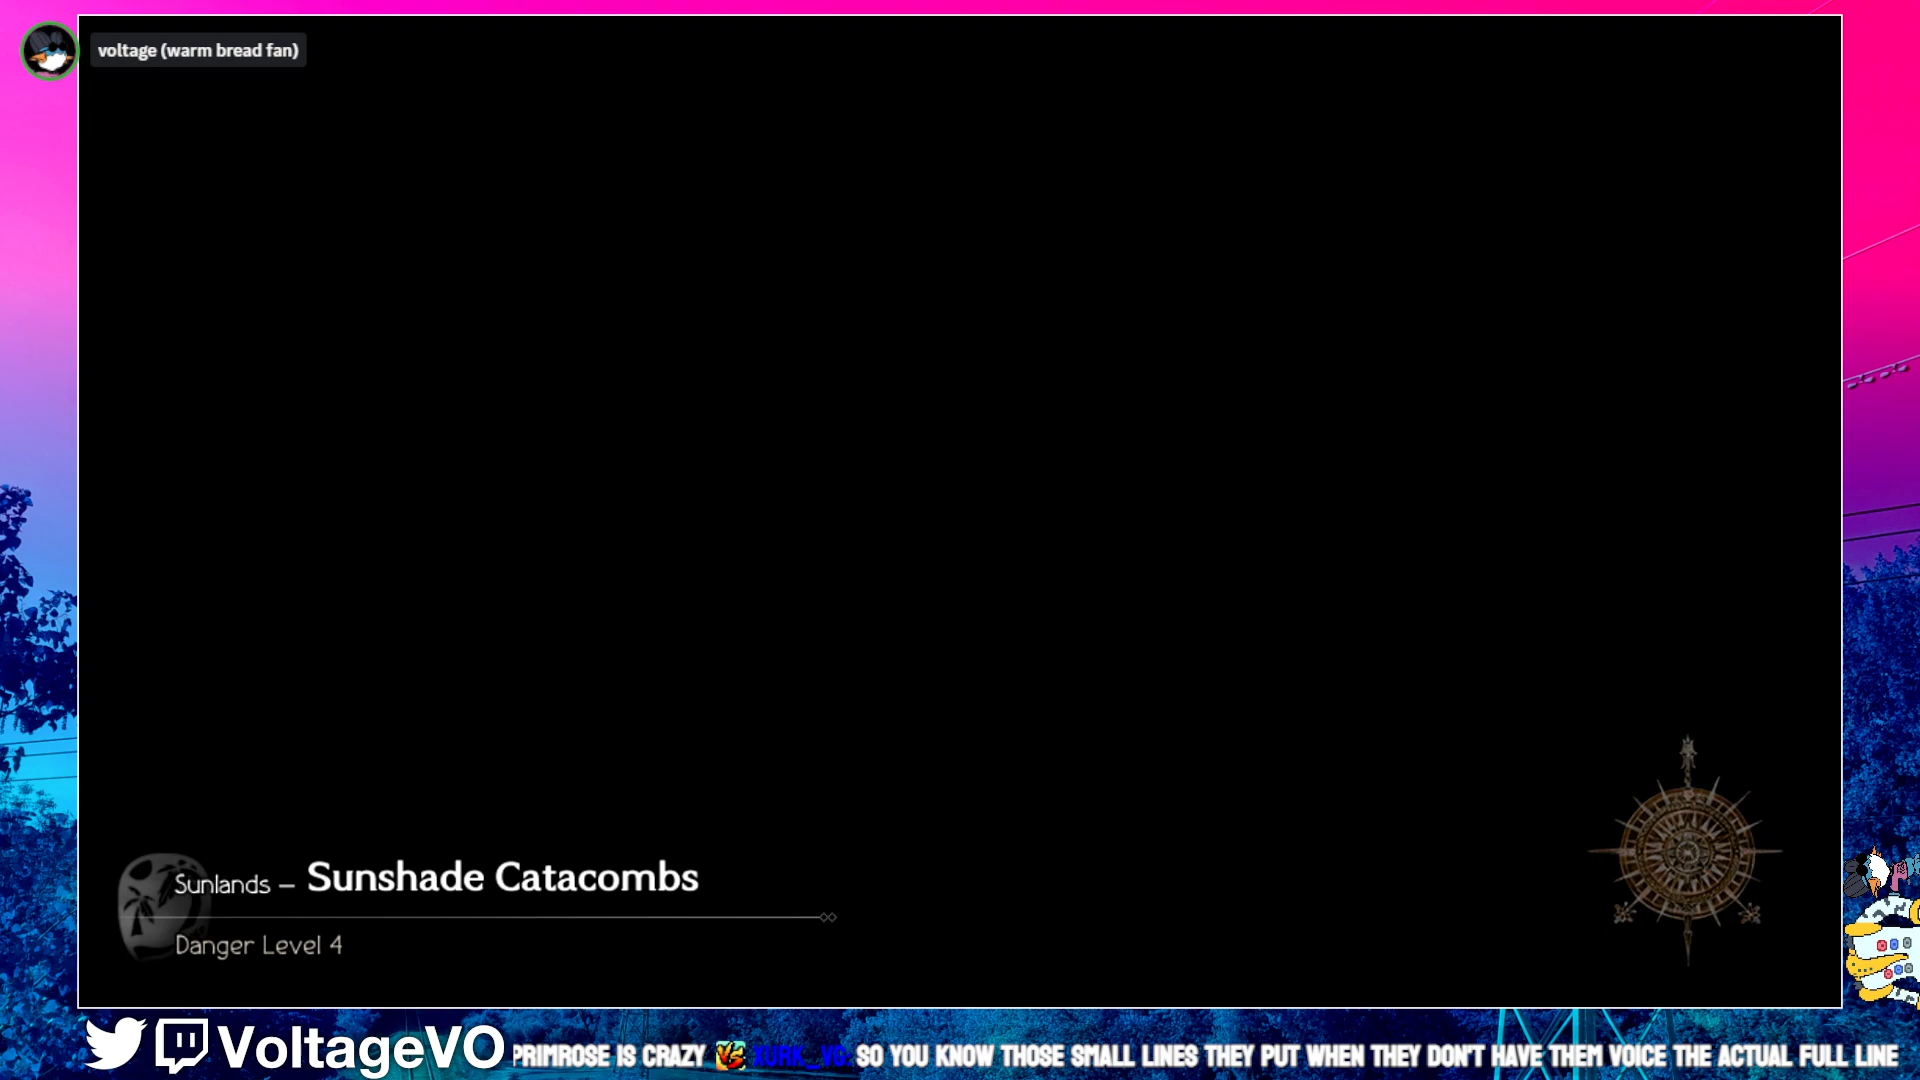 voltage (warm bread fan)
Sunlands – Sunshade Catacombs
Danger Level 4
VoltageVO
PRIMROSE IS CRAZY XURK_VG: SO YOU KNOW THOSE SMALL LINES THEY PUT WHEN THEY DON'T HAVE THEM VOICE THE ACTUAL FULL LINE